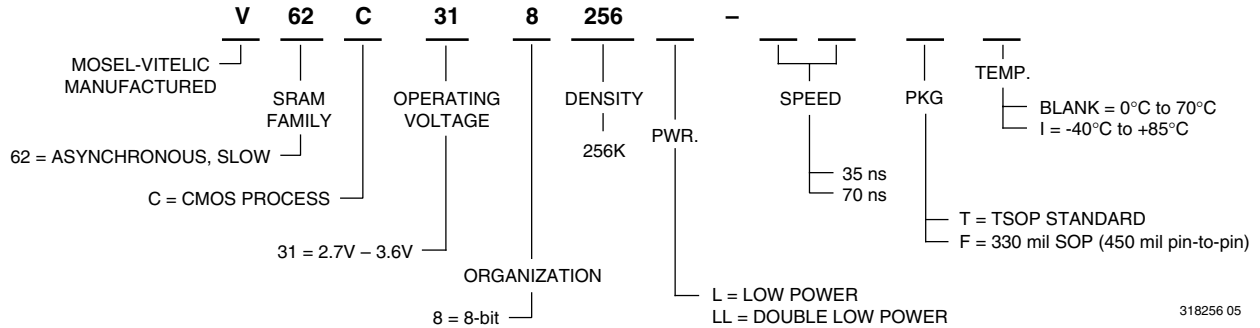 V 62 C 31 8 256 –
MOSEL-VITELIC
MANUFACTURED
SRAM
FAMILY
62 = ASYNCHRONOUS, SLOW
C = CMOS PROCESS
OPERATING
VOLTAGE
31 = 2.7V – 3.6V
ORGANIZATION
8 = 8-bit
DENSITY
256K
PWR.
L = LOW POWER
LL = DOUBLE LOW POWER
SPEED
35 ns
70 ns
PKG
T = TSOP STANDARD
F = 330 mil SOP (450 mil pin-to-pin)
TEMP.
BLANK = 0°C to 70°C
I = -40°C to +85°C
318256 05